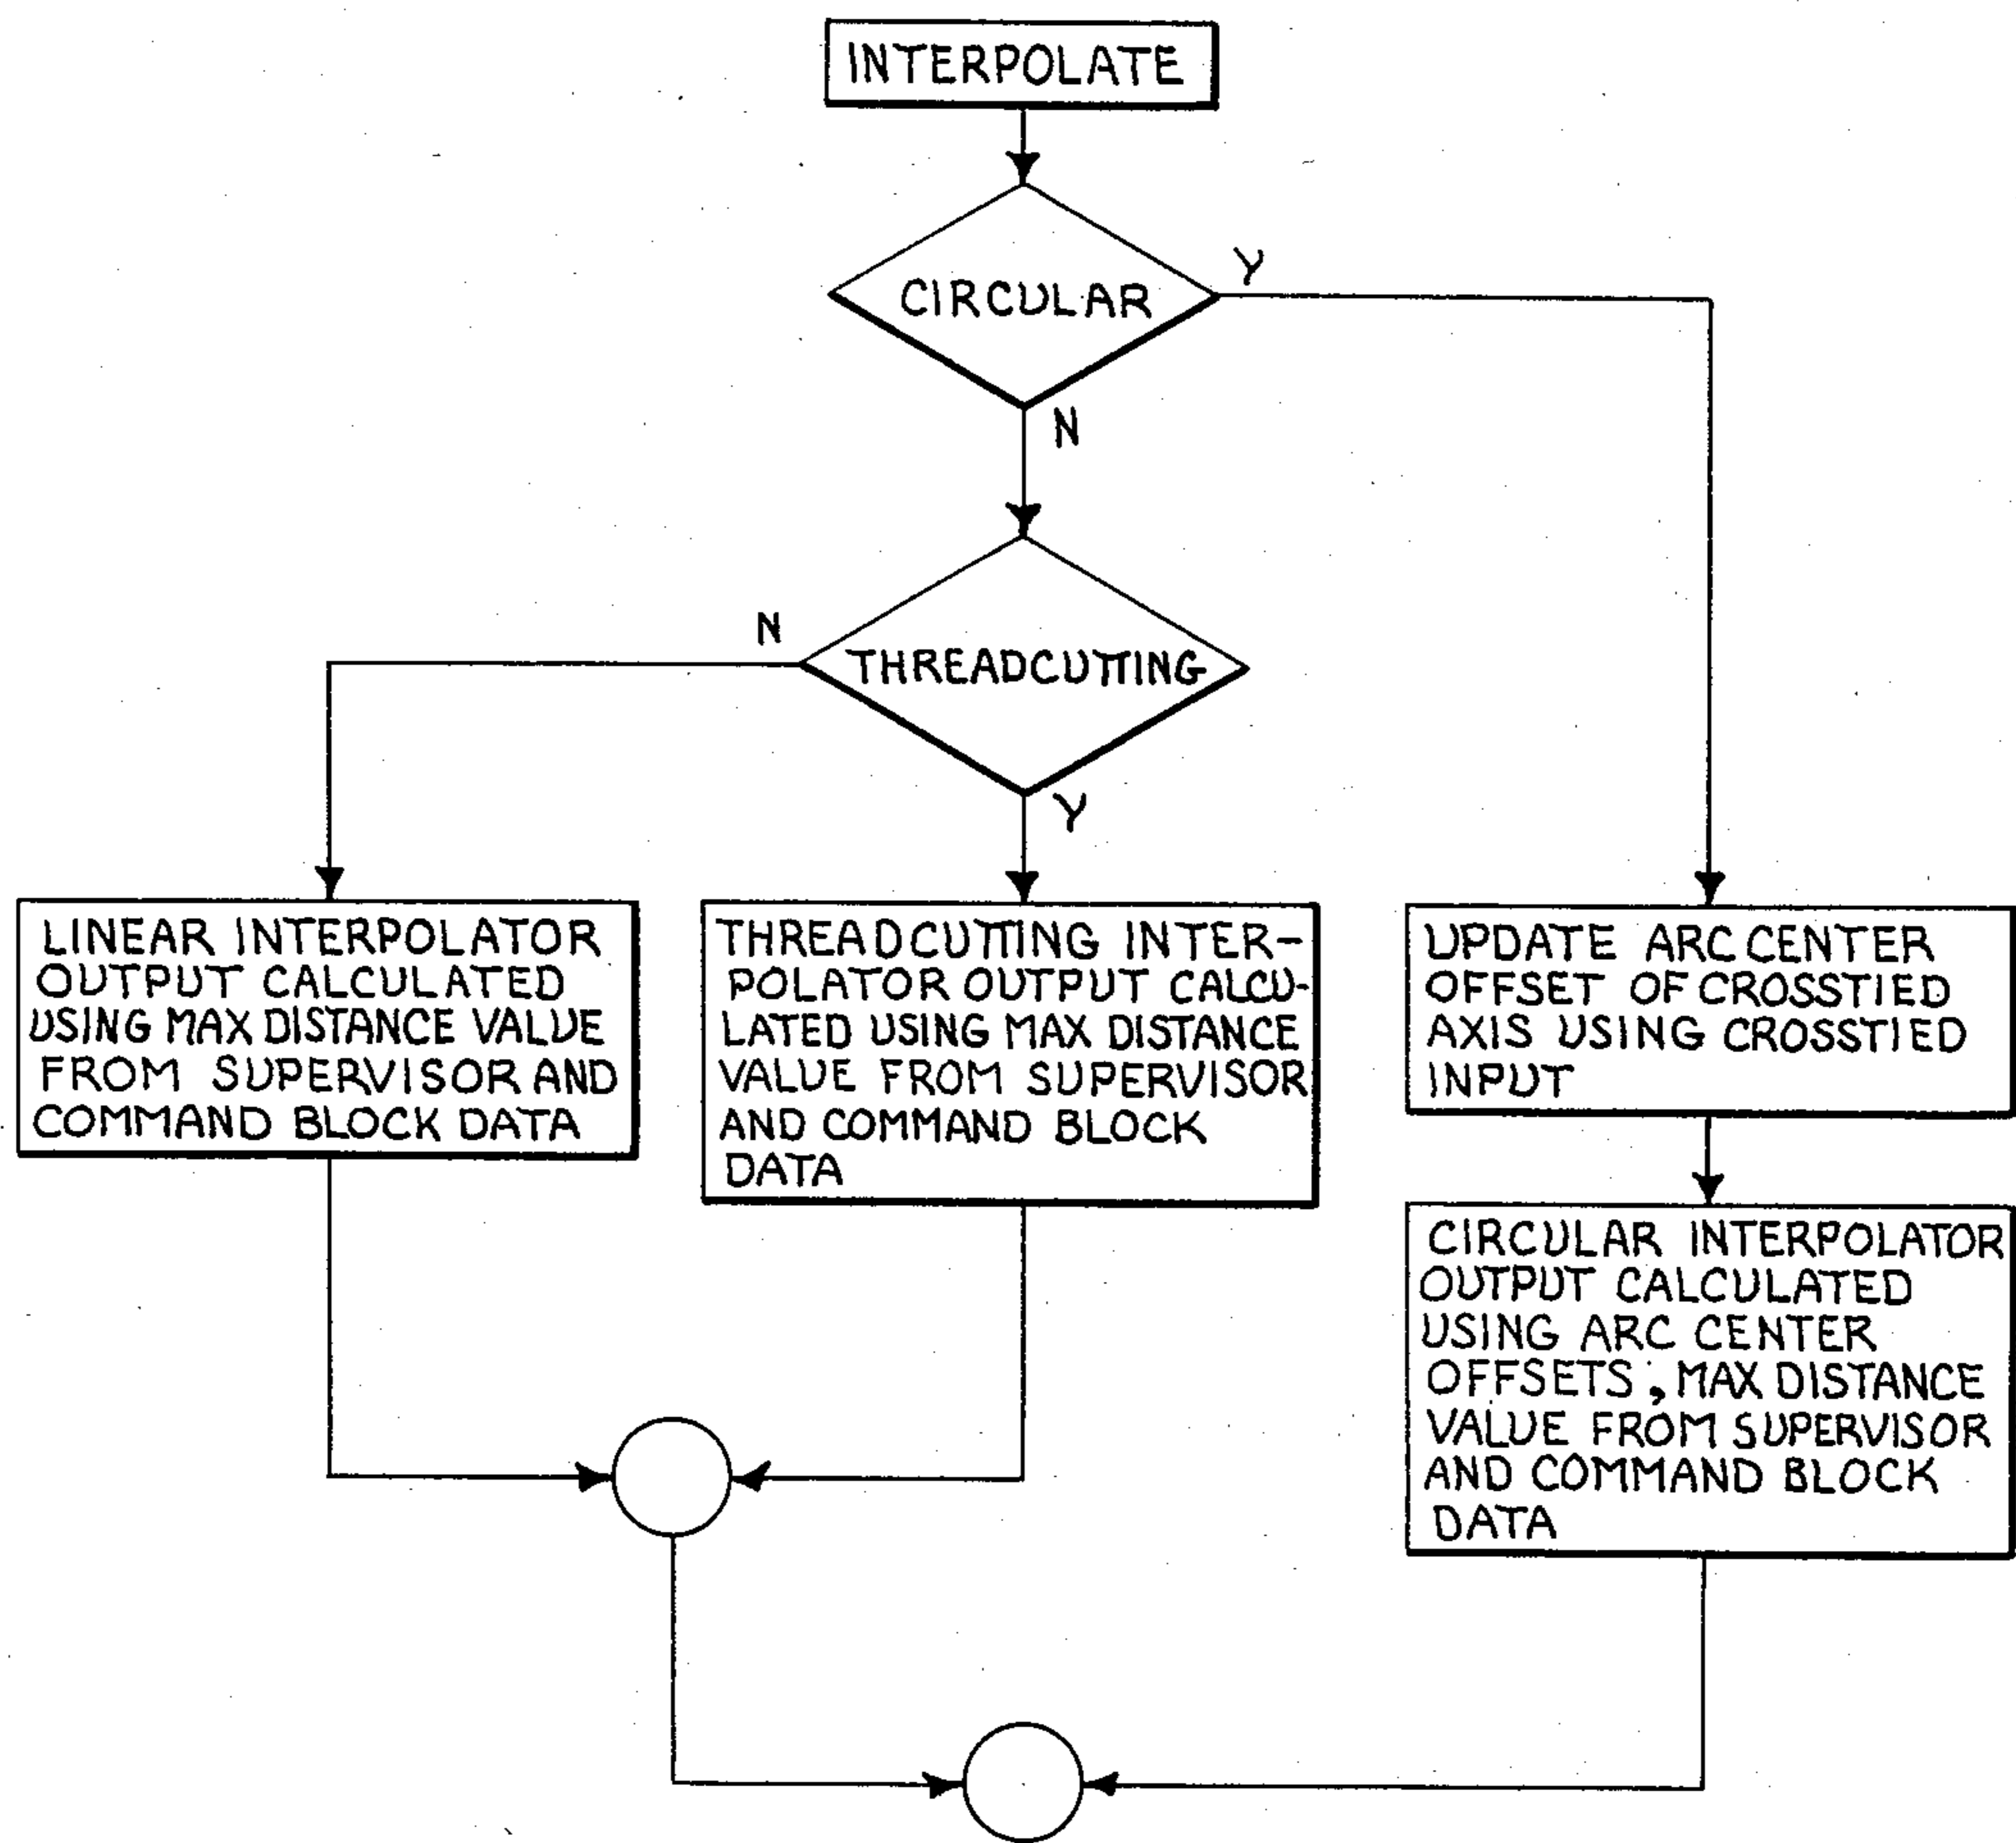 INTERPOLATE
CIRCULAR
Y
N
THREADCUTTING
N
Y
LINEAR INTERPOLATOR
OUTPUT CALCULATED
USING MAX DISTANCE VALUE
FROM SUPERVISOR AND
COMMAND BLOCK DATA
THREADCUTTING INTER-
POLATOR OUTPUT CALCU-
LATED USING MAX DISTANCE
VALUE FROM SUPERVISOR
AND COMMAND BLOCK
DATA
UPDATE ARC CENTER
OFFSET OF CROSSTIED
AXIS USING CROSSTIED
INPUT
CIRCULAR INTERPOLATOR
OUTPUT CALCULATED
USING ARC CENTER
OFFSETS, MAX DISTANCE
VALUE FROM SUPERVISOR
AND COMMAND BLOCK
DATA